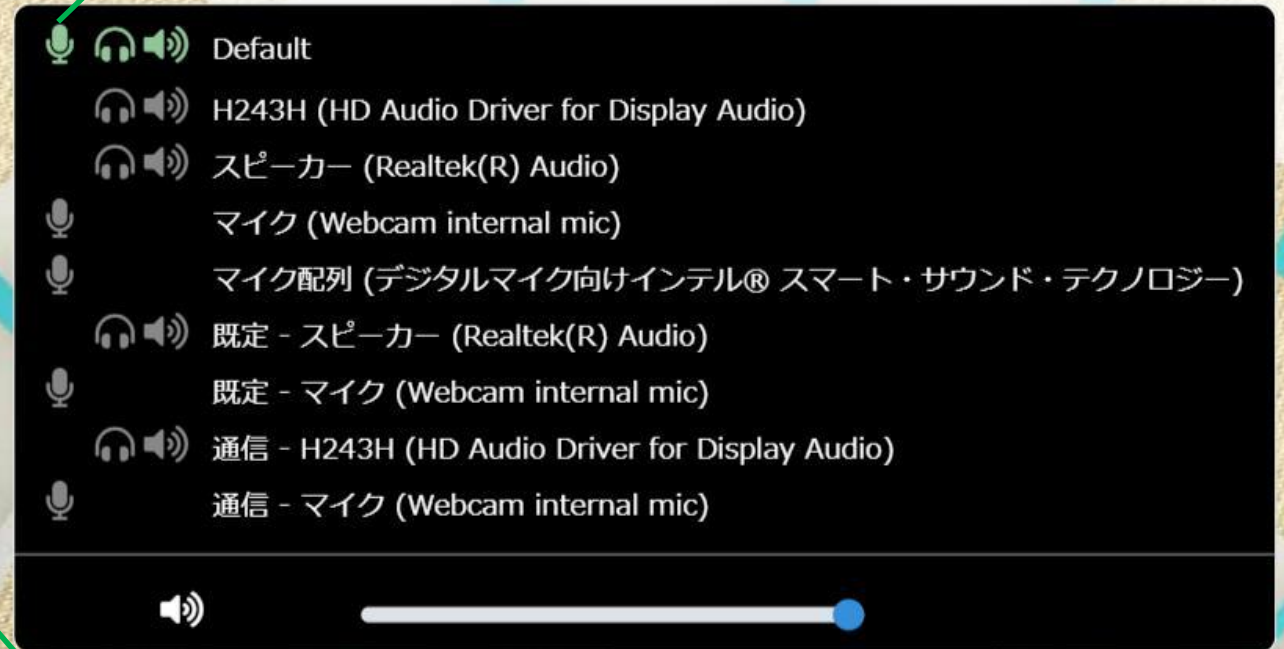 Default
H243H (HD Audio Driver for Display Audio)
スピーカー (Realtek(R) Audio)
マイク (Webcam internal mic)
マイク配列 (デジタルマイク向けインテル® スマート・サウンド・テクノロジー)
既定 - スピーカー (Realtek(R) Audio)
既定 - マイク (Webcam internal mic)
通信 - H243H (HD Audio Driver for Display Audio)
通信 - マイク (Webcam internal mic)